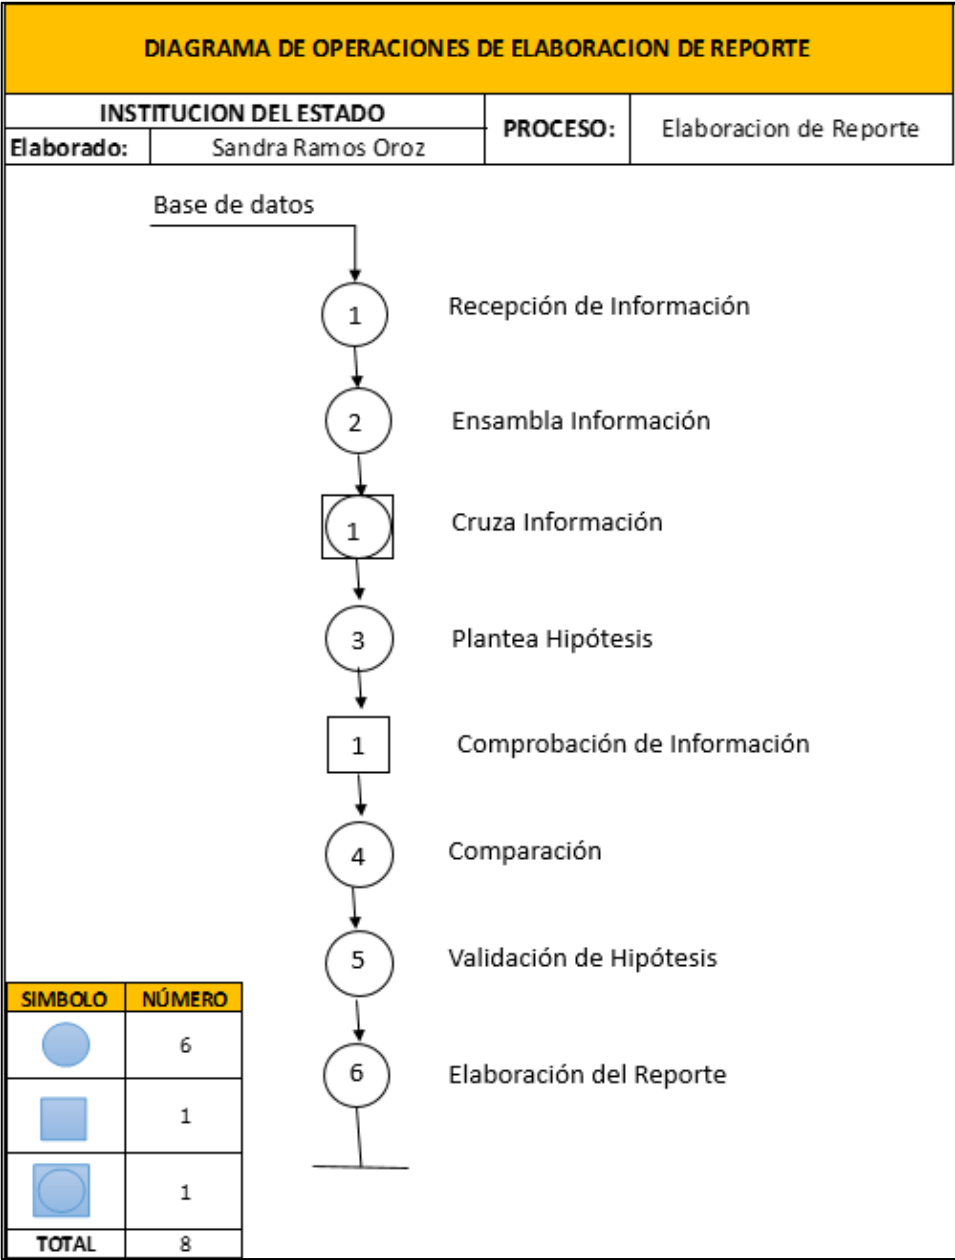 DIAGRAMA DE OPERACIONES DE ELABORACION DE REPORTE
INSTITUCION DEL ESTADO
PROCESO:
Elaboracion de Reporte
Elaborado:
Sandra Ramos Oroz
Base de datos
1
Recepción de Información
2
Ensambla Información
1
Cruza Información
3
Plantea Hipótesis
1
Comprobación de Información
4
Comparación
5
Validación de Hipótesis
6
Elaboración del Reporte
SIMBOLO NÚMERO
6
1
1
TOTAL 8